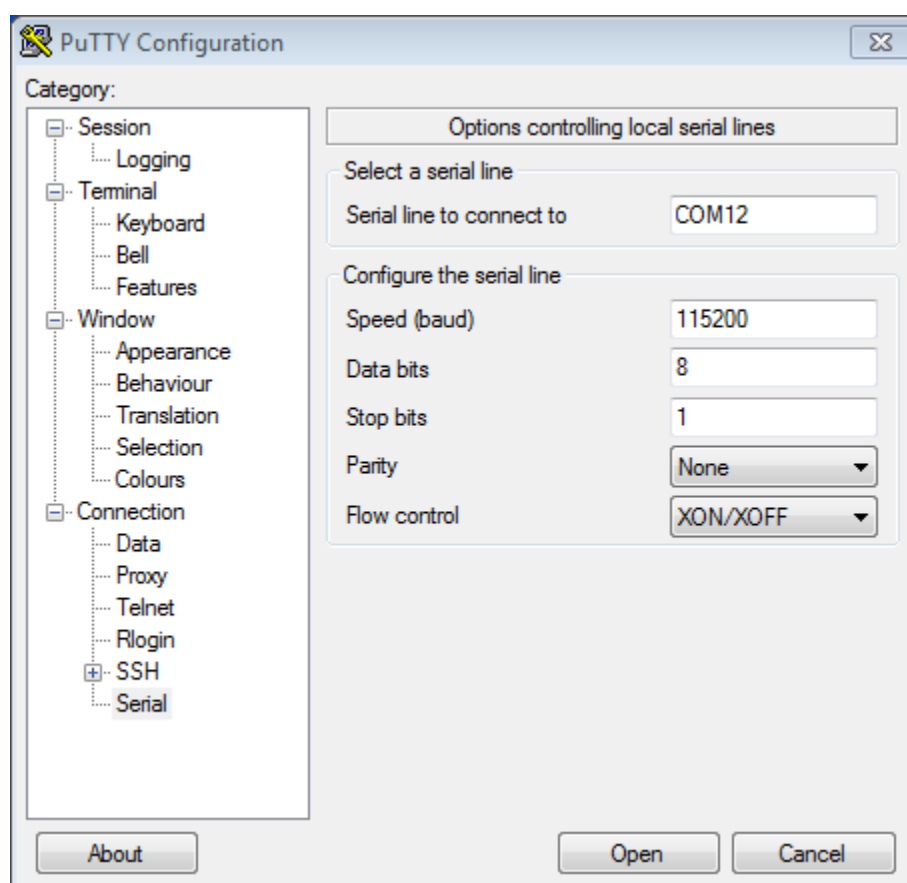 PuTTY Configuration
Category:
Session
Logging
Terminal
Keyboard
Bell
Features
Window
Appearance
Behaviour
Translation
Selection
Colours
Connection
Data
Proxy
Telnet
Rlogin
SSH
Serial
Options controlling local serial lines
Select a serial line
Serial line to connect to COM12
Configure the serial line
Speed (baud) 115200
Data bits 8
Stop bits 1
Parity None
Flow control XON/XOFF
About Open Cancel